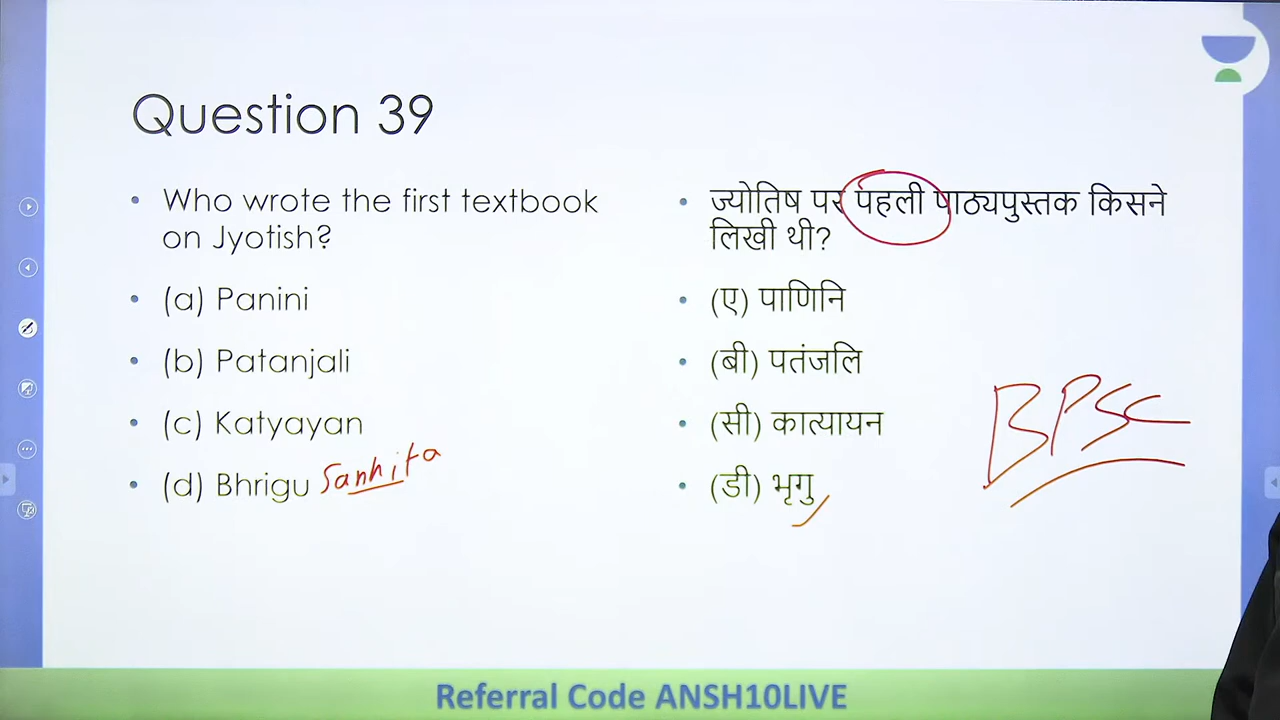 Question 39
Who wrote the first textbook
on Jyotish?
(a) Panini
(b) Patanjali
(c) Katyayan
(d) Bhrigu Sanhita
ज्योतिष पर पहली पाठ्यपुस्तक किसने
लिखी थी?
(ए) पाणिनि
(बी) पतंजलि
(सी) कात्यायन
(डी) भृगु
BPSC
Referral Code ANSH10LIVE